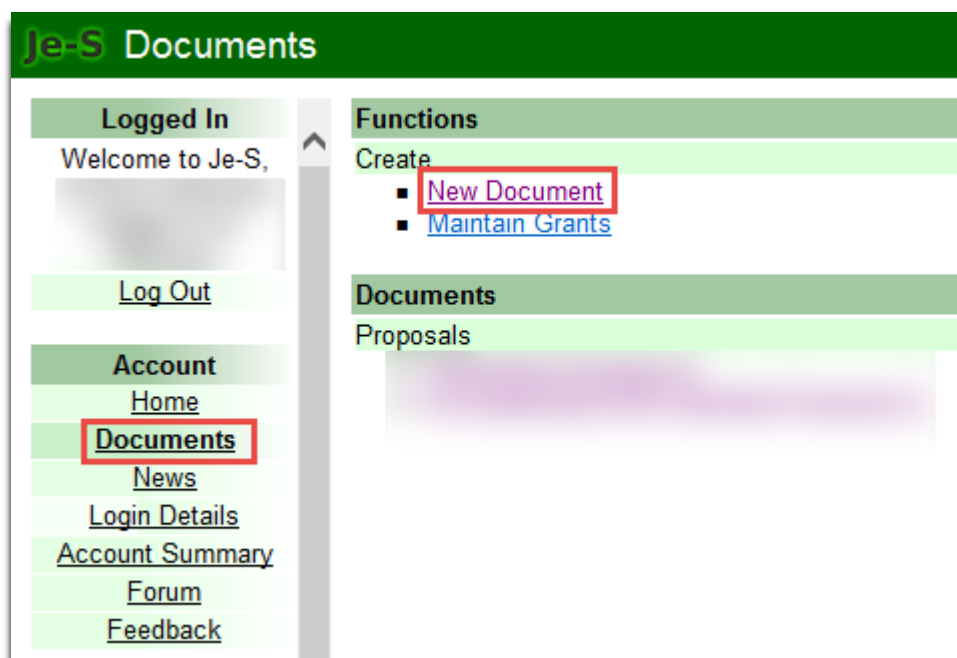 Je-S Documents
Logged In
Welcome to Je-S,
Log Out
Account
Home
Documents
News
Login Details
Account Summary
Forum
Feedback
Functions
Create
New Document
Maintain Grants
Documents
Proposals